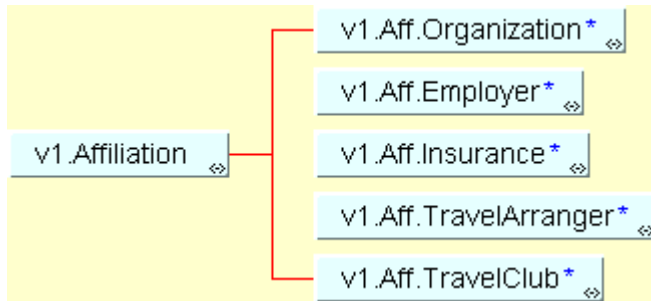 v1.Aff.Organization*
v1.Aff.Employer*
v1.Affiliation
v1.Aff.Insurance*
v1.Aff.TravelArranger*
v1.Aff.TravelClub*